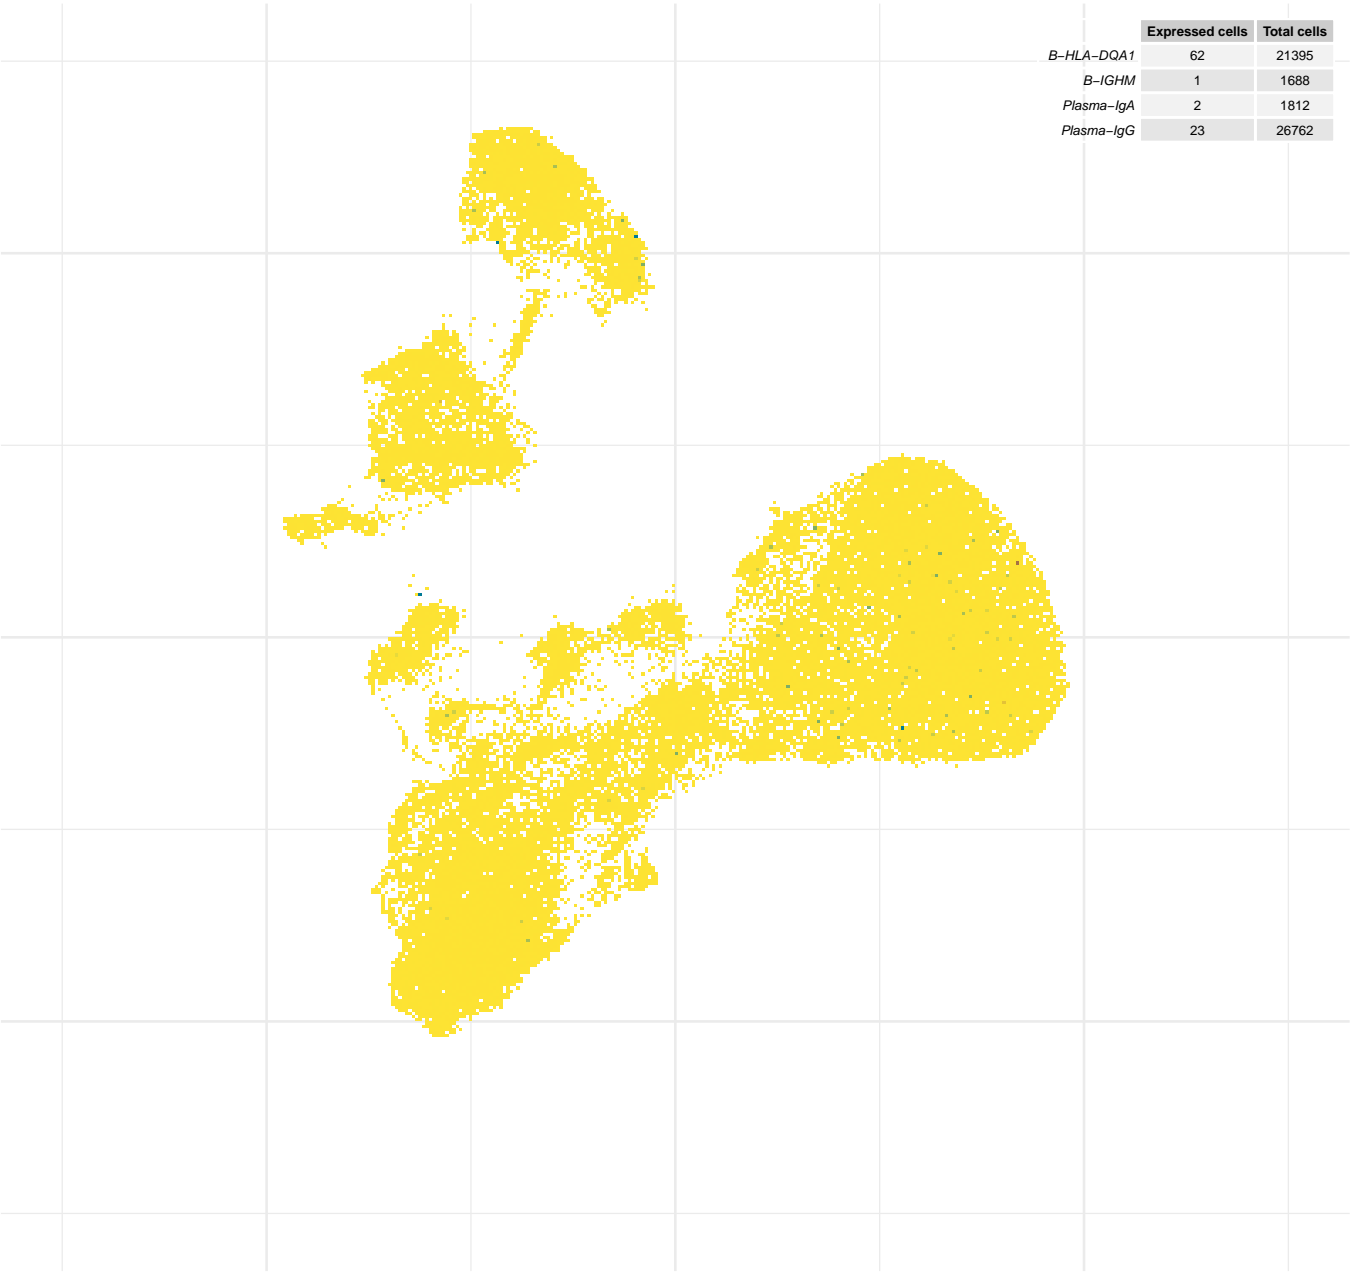 Expressed cells Total cells
B−HLA−DQA1 62 21395
B−IGHM 1 1688
Plasma−IgA 2 1812
Plasma−IgG 23 26762